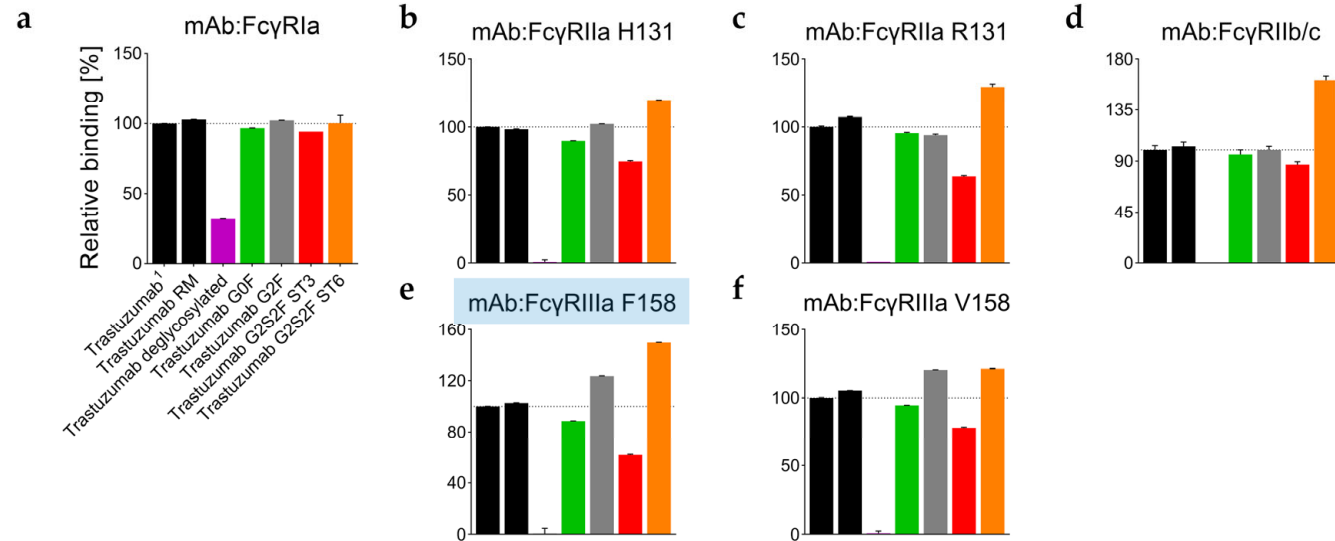 a
mAb:FcγRIa
Relative binding [%]
150
100
50
0
Trastuzumab¹
Trastuzumab RM
Trastuzumab deglycosylated
Trastuzumab G0F
Trastuzumab G2F
Trastuzumab G2S2F ST3
Trastuzumab G2S2F ST6
b
mAb:FcγRIIa H131
150
100
50
0
c
mAb:FcγRIIa R131
150
100
50
0
d
mAb:FcγRIIb/c
180
135
90
45
0
e
mAb:FcγRIIIa F158
160
120
80
40
0
f
mAb:FcγRIIIa V158
150
100
50
0